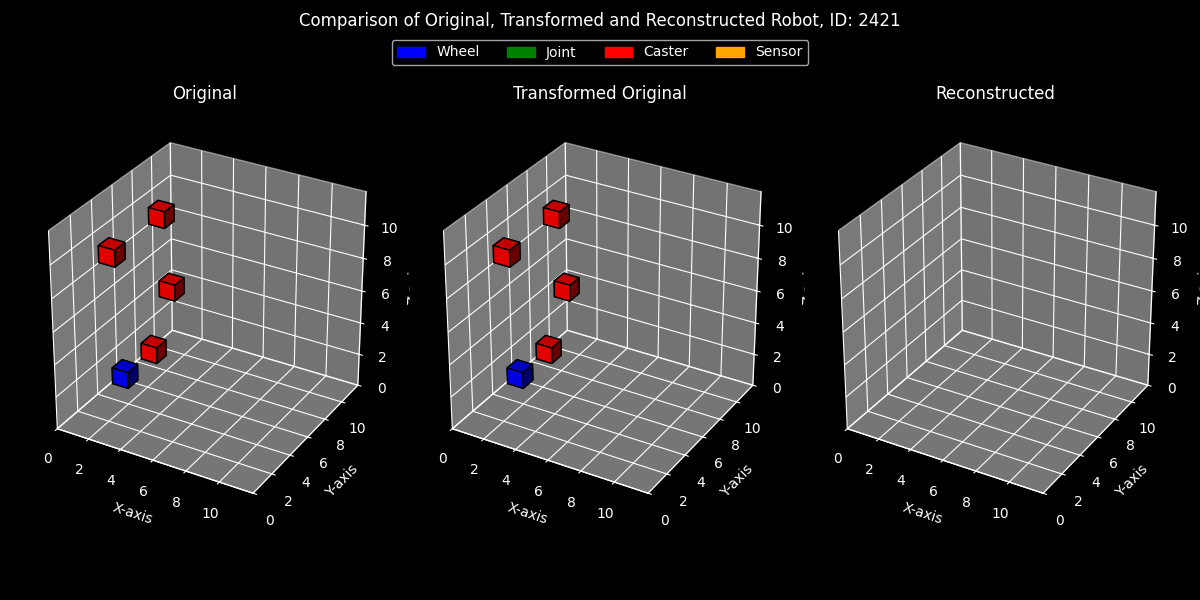 Comparison of Original, Transformed and Reconstructed Robot, ID: 2421
Wheel Joint Caster Sensor
Original Transformed Original Reconstructed
10 8 6 4 2 0
10 8 6 4 2 0
0 2 4 6 8 10
X-axis Y-axis
10 8 6 4 2 0
10 8 6 4 2 0
0 2 4 6 8 10
X-axis Y-axis
10 8 6 4 2 0
10 8 6 4 2 0
0 2 4 6 8 10
X-axis Y-axis